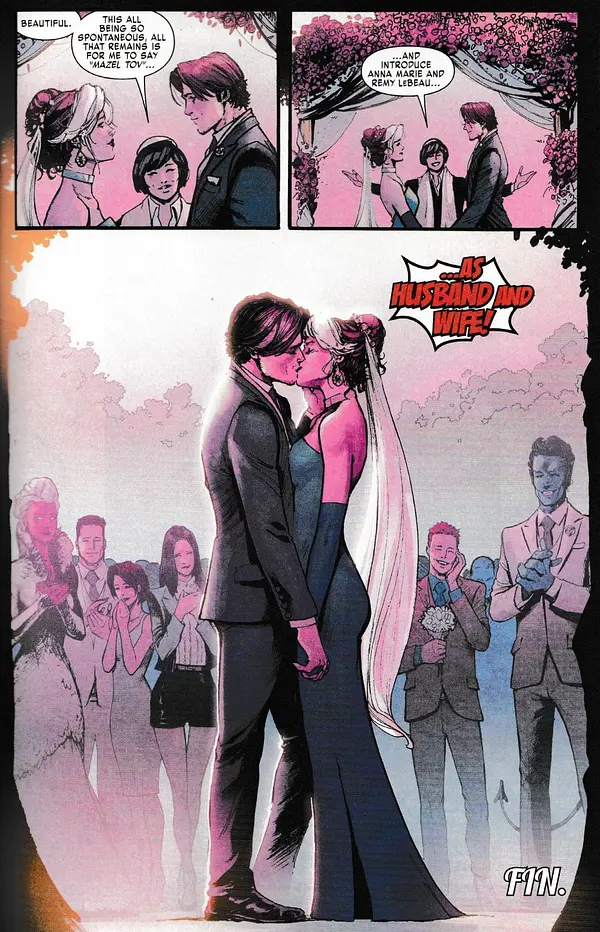 BEAUTIFUL.
THIS ALL
BEING SO
SPONTANEOUS, ALL
THAT REMAINS IS
FOR ME TO SAY
"MAZEL TOV"...
...AND
INTRODUCE
ANNA MARIE AND
REMY LEBEAU...
...AS
HUSBAND AND
WIFE!
FIN.